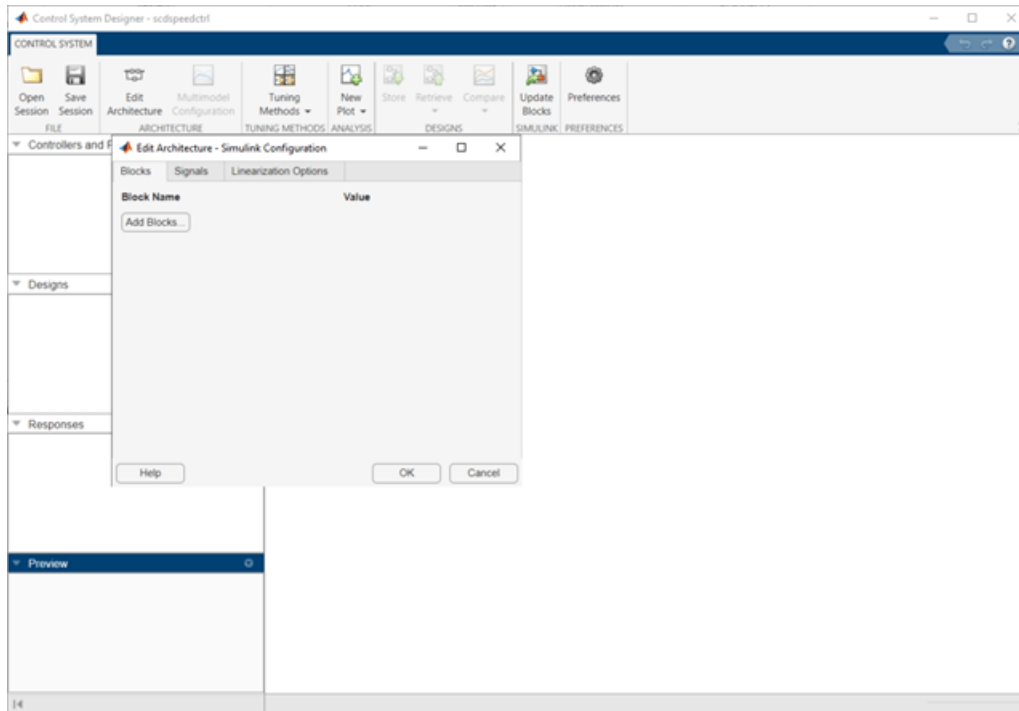 Control System Designer - scdspeedctrl
CONTROL SYSTEM
Open Session
Save Session
Edit Architecture
Multimodel Configuration
Tuning Methods
New Plot
Store
Retrieve
Compare
Update Blocks
Preferences
FILE
ARCHITECTURE
TUNING METHODS
ANALYSIS
DESIGNS
SIMULINK
PREFERENCES
Controllers and F
Edit Architecture - Simulink Configuration
Blocks
Signals
Linearization Options
Block Name
Value
Add Blocks...
Designs
Responses
Help
OK
Cancel
Preview